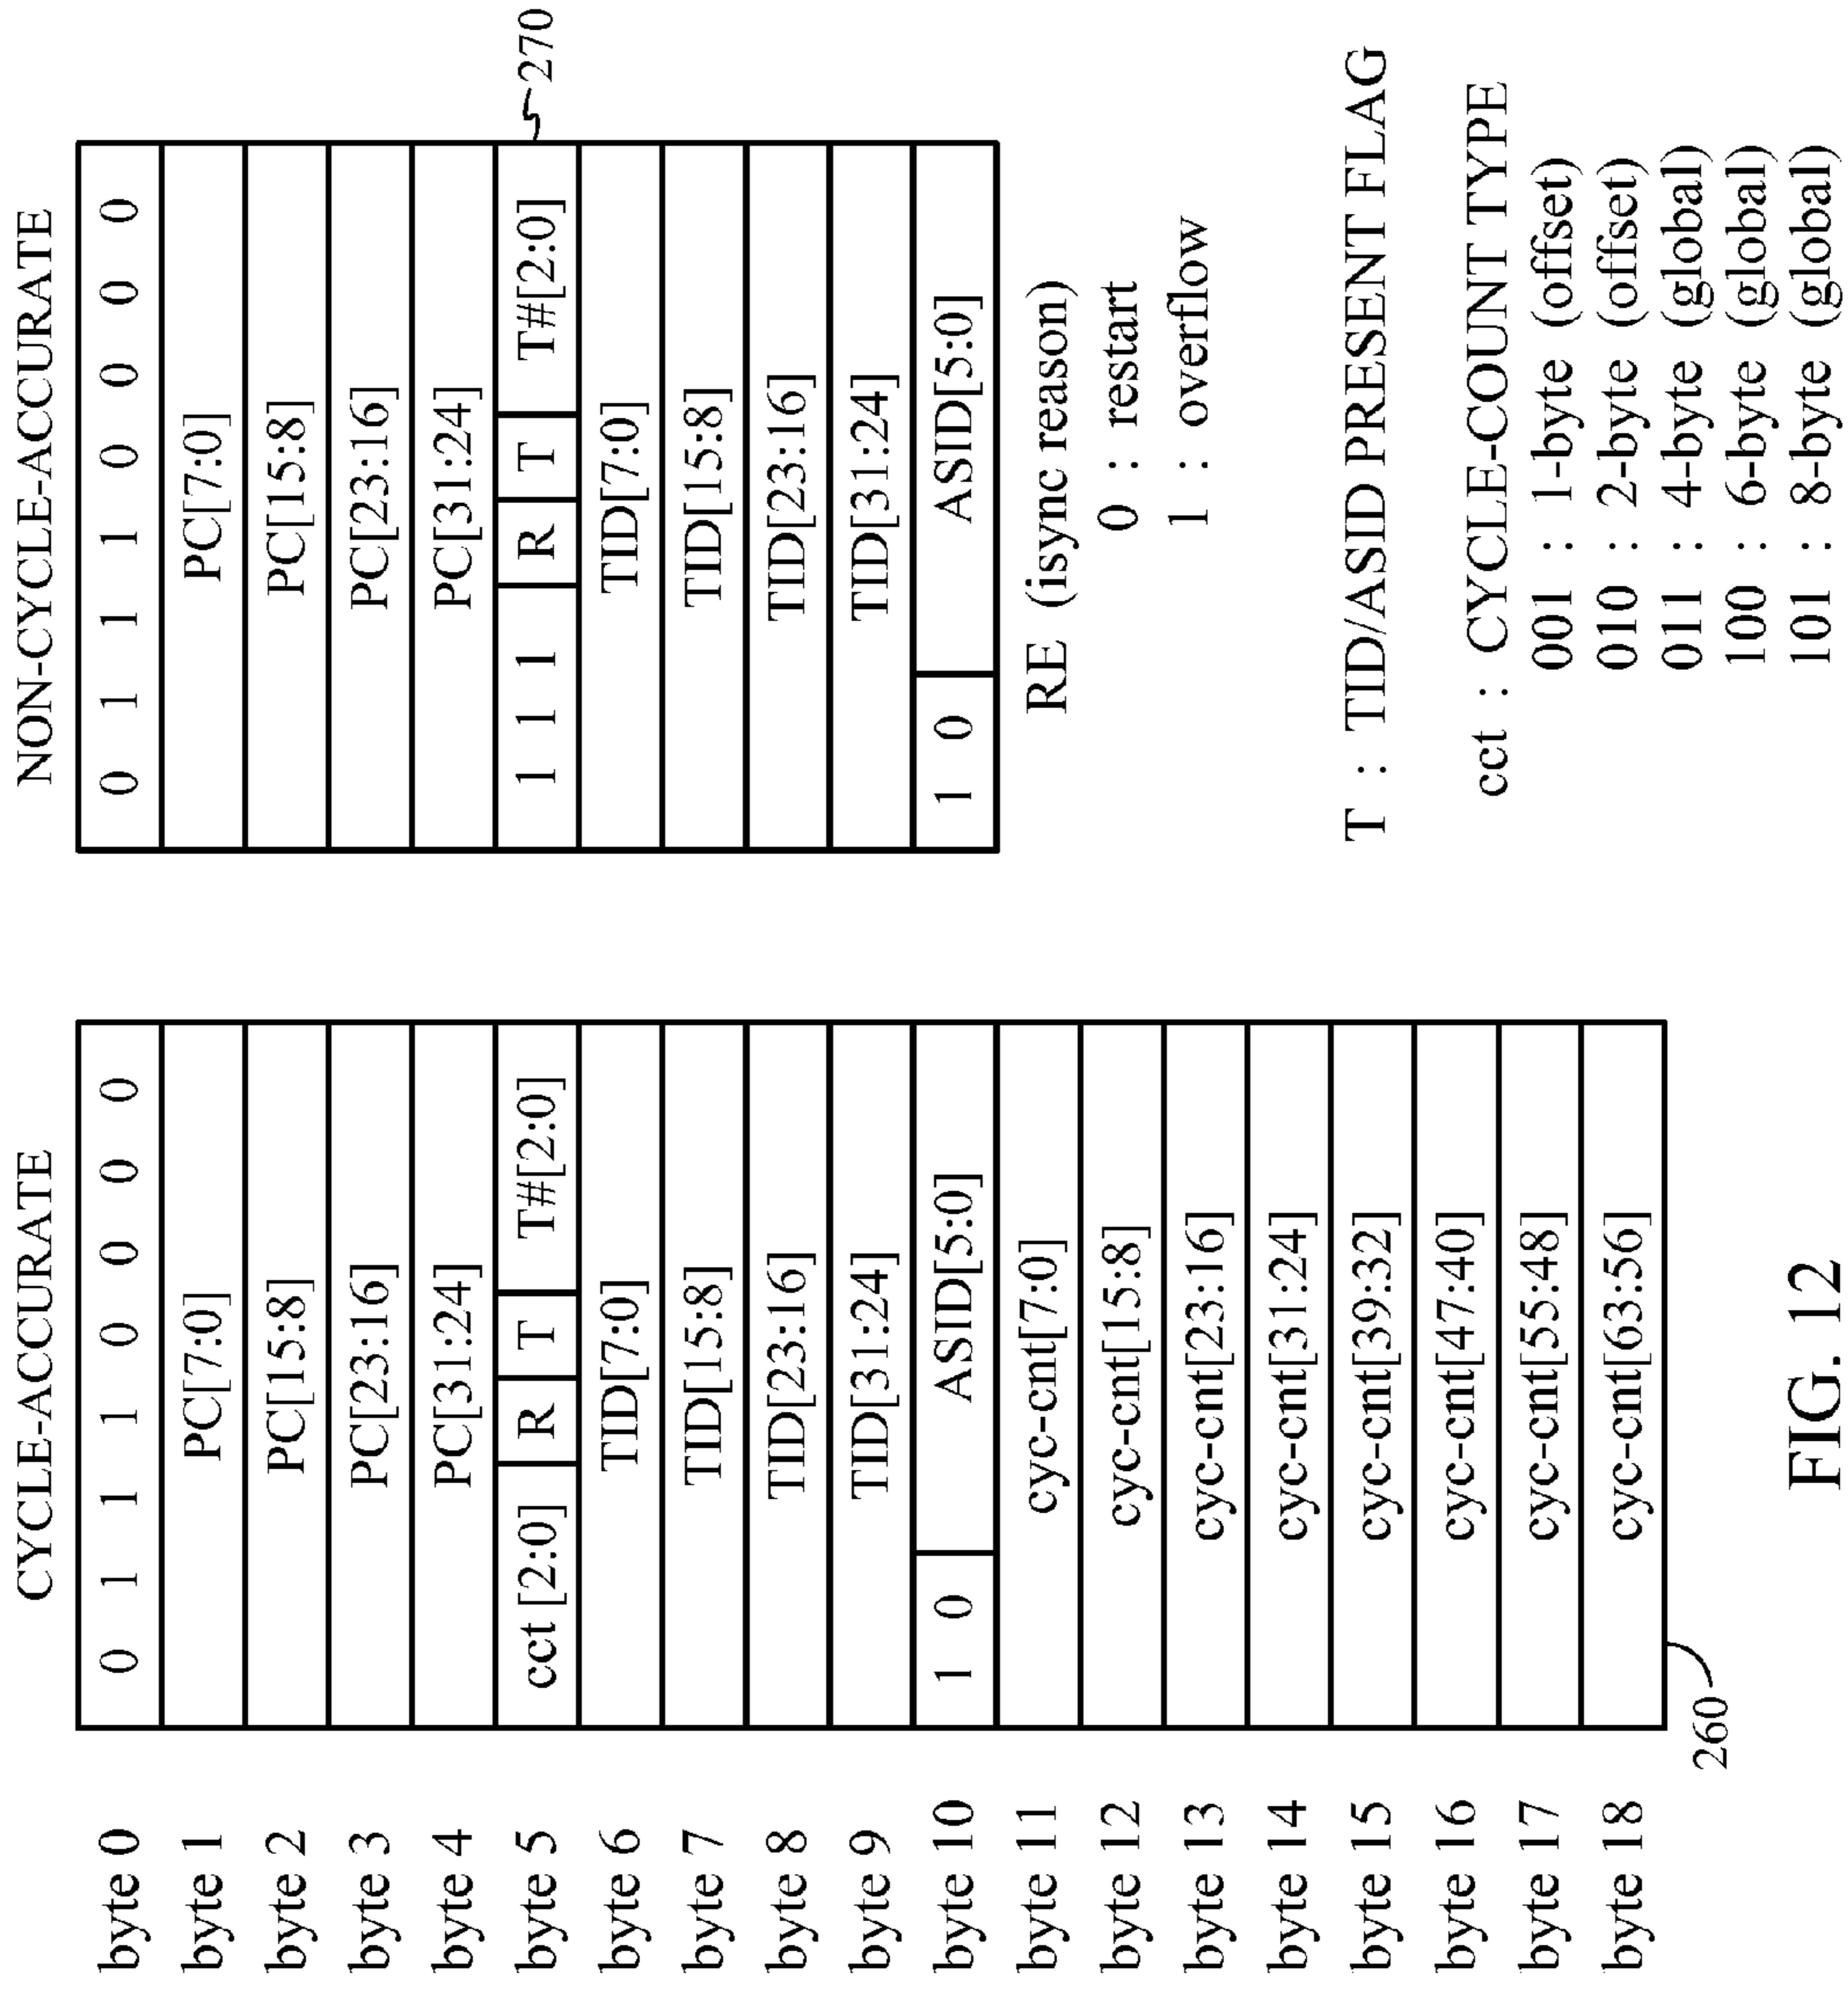 CYCLE-ACCURATE NON-CYCLE-ACCURATE
byte 0 0 1 1 1 0 0 0 0 0 1 1 1 0 0 0 0
byte 1 PC[7:0] PC[7:0]
byte 2 PC[15:8] PC[15:8]
byte 3 PC[23:16] PC[23:16]
byte 4 PC[31:24] PC[31:24]
byte 5 cct [2:0] R T T#[2:0] 1 1 1 R T T#[2:0] 270
byte 6 TID[7:0] TID[7:0]
byte 7 TID[15:8] TID[15:8]
byte 8 TID[23:16] TID[23:16]
byte 9 TID[31:24] TID[31:24]
byte 10 1 0 ASID[5:0] 1 0 ASID[5:0]
byte 11 cyc-cnt[7:0] RE (isync reason)
byte 12 cyc-cnt[15:8] 0 : restart
byte 13 cyc-cnt[23:16] 1 : overflow
byte 14 cyc-cnt[31:24]
byte 15 cyc-cnt[39:32] T : TID/ASID PRESENT FLAG
byte 16 cyc-cnt[47:40] cct : CYCLE-COUNT TYPE
byte 17 cyc-cnt[55:48] 001 : 1-byte (offset)
byte 18 cyc-cnt[63:56] 010 : 2-byte (offset)
011 : 4-byte (global)
260 100 : 6-byte (global)
101 : 8-byte (global)
FIG. 12